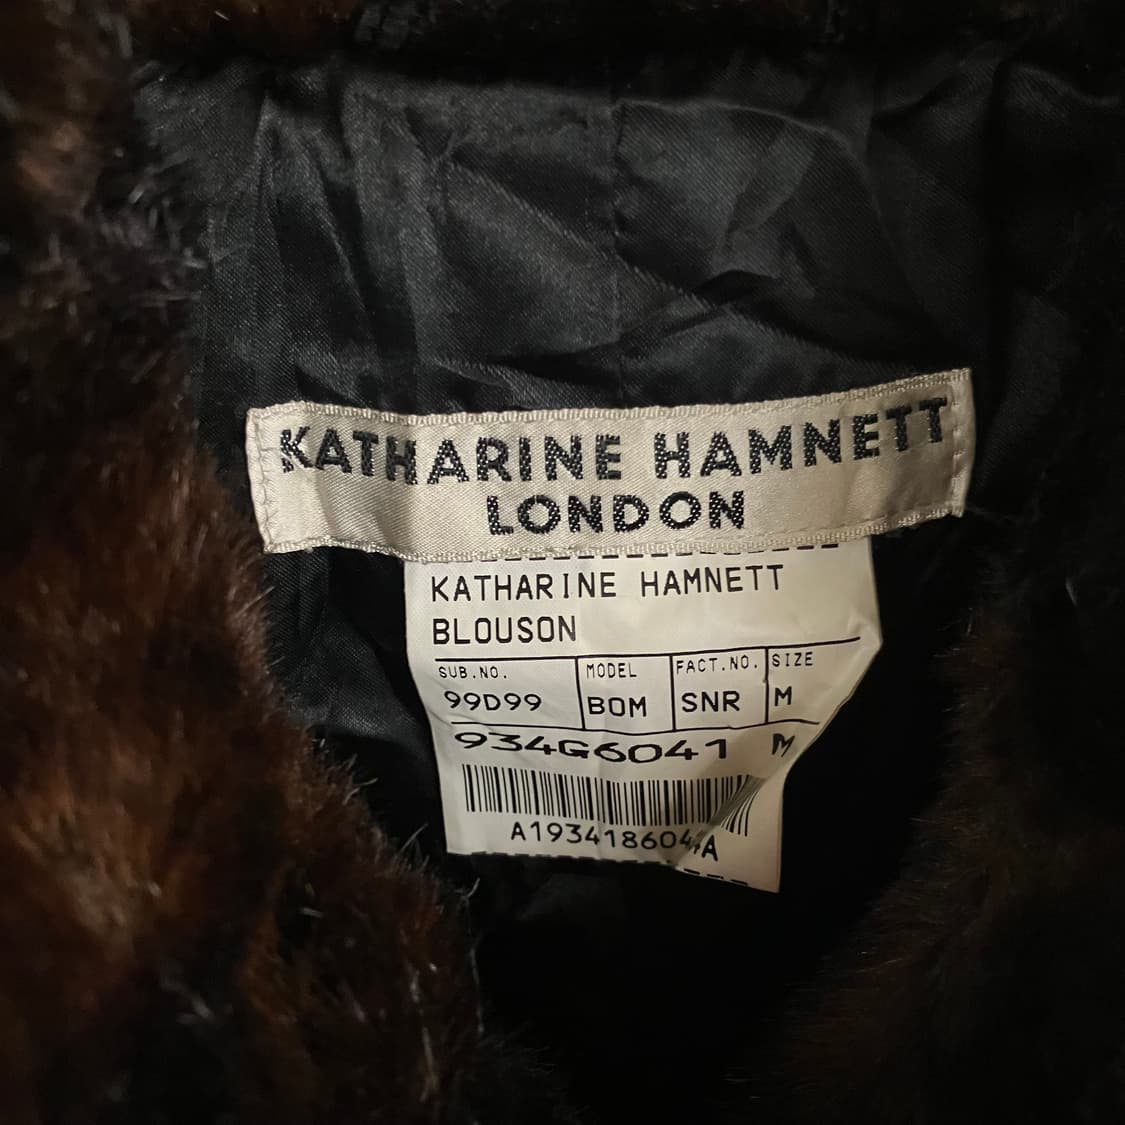 KATHARINE HAMNETT
LONDON
KATHARINE HAMNETT
BLOUSON
SUB.NO. MODEL FACT.NO. SIZE
99D99 BOM SNR M
934G6041 M